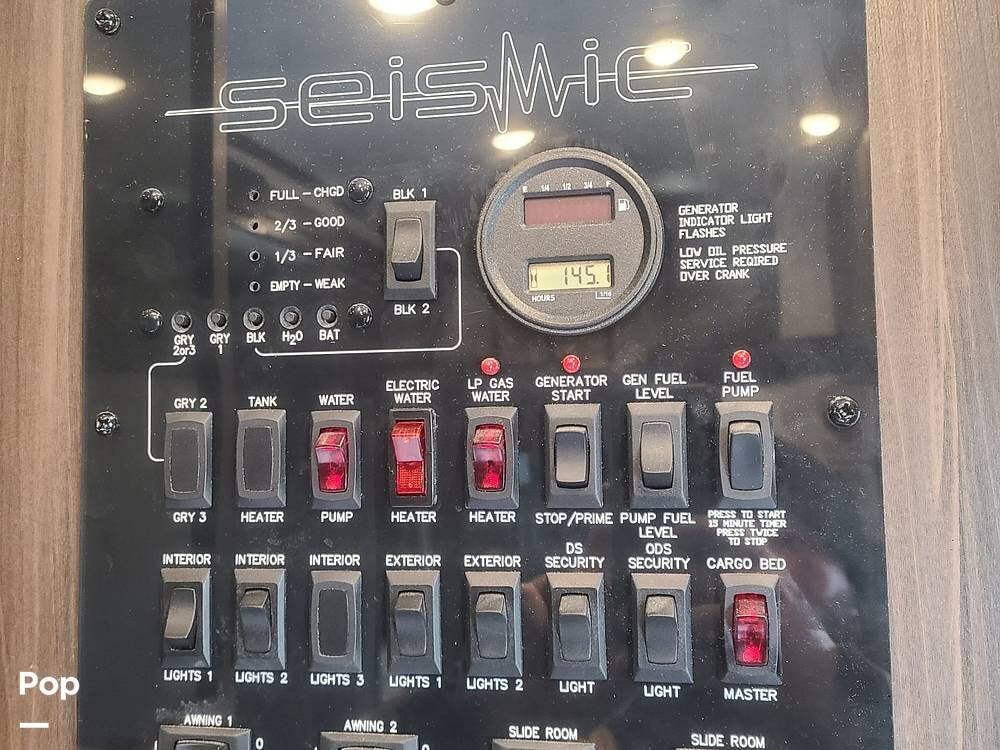 seismic
FULL - CHGD
2/3 - GOOD
1/3 - FAIR
EMPTY - WEAK
GRY 2or3
GRY 1
BLK
H2O
BAT
BLK 1
BLK 2
E 1/4 1/2 3/4 F
145.1
HOURS
1/10
GENERATOR
INDICATOR LIGHT
FLASHES
LOW OIL PRESSURE
SERVICE REQIRED
OVER CRANK
GRY 2
GRY 3
TANK
HEATER
WATER
PUMP
ELECTRIC
WATER
HEATER
LP GAS
WATER
HEATER
GENERATOR
START
STOP/PRIME
GEN FUEL
LEVEL
PUMP FUEL
LEVEL
FUEL
PUMP
PRESS TO START
15 MINUTE TIMER
PRESS TWICE
TO STOP
INTERIOR
LIGHTS 1
INTERIOR
LIGHTS 2
INTERIOR
LIGHTS 3
EXTERIOR
LIGHTS 1
EXTERIOR
LIGHTS 2
DS
SECURITY
LIGHT
ODS
SECURITY
LIGHT
CARGO BED
MASTER
Pop
AWNING 1
O
AWNING 2
O
SLIDE ROOM
SLIDE ROOM